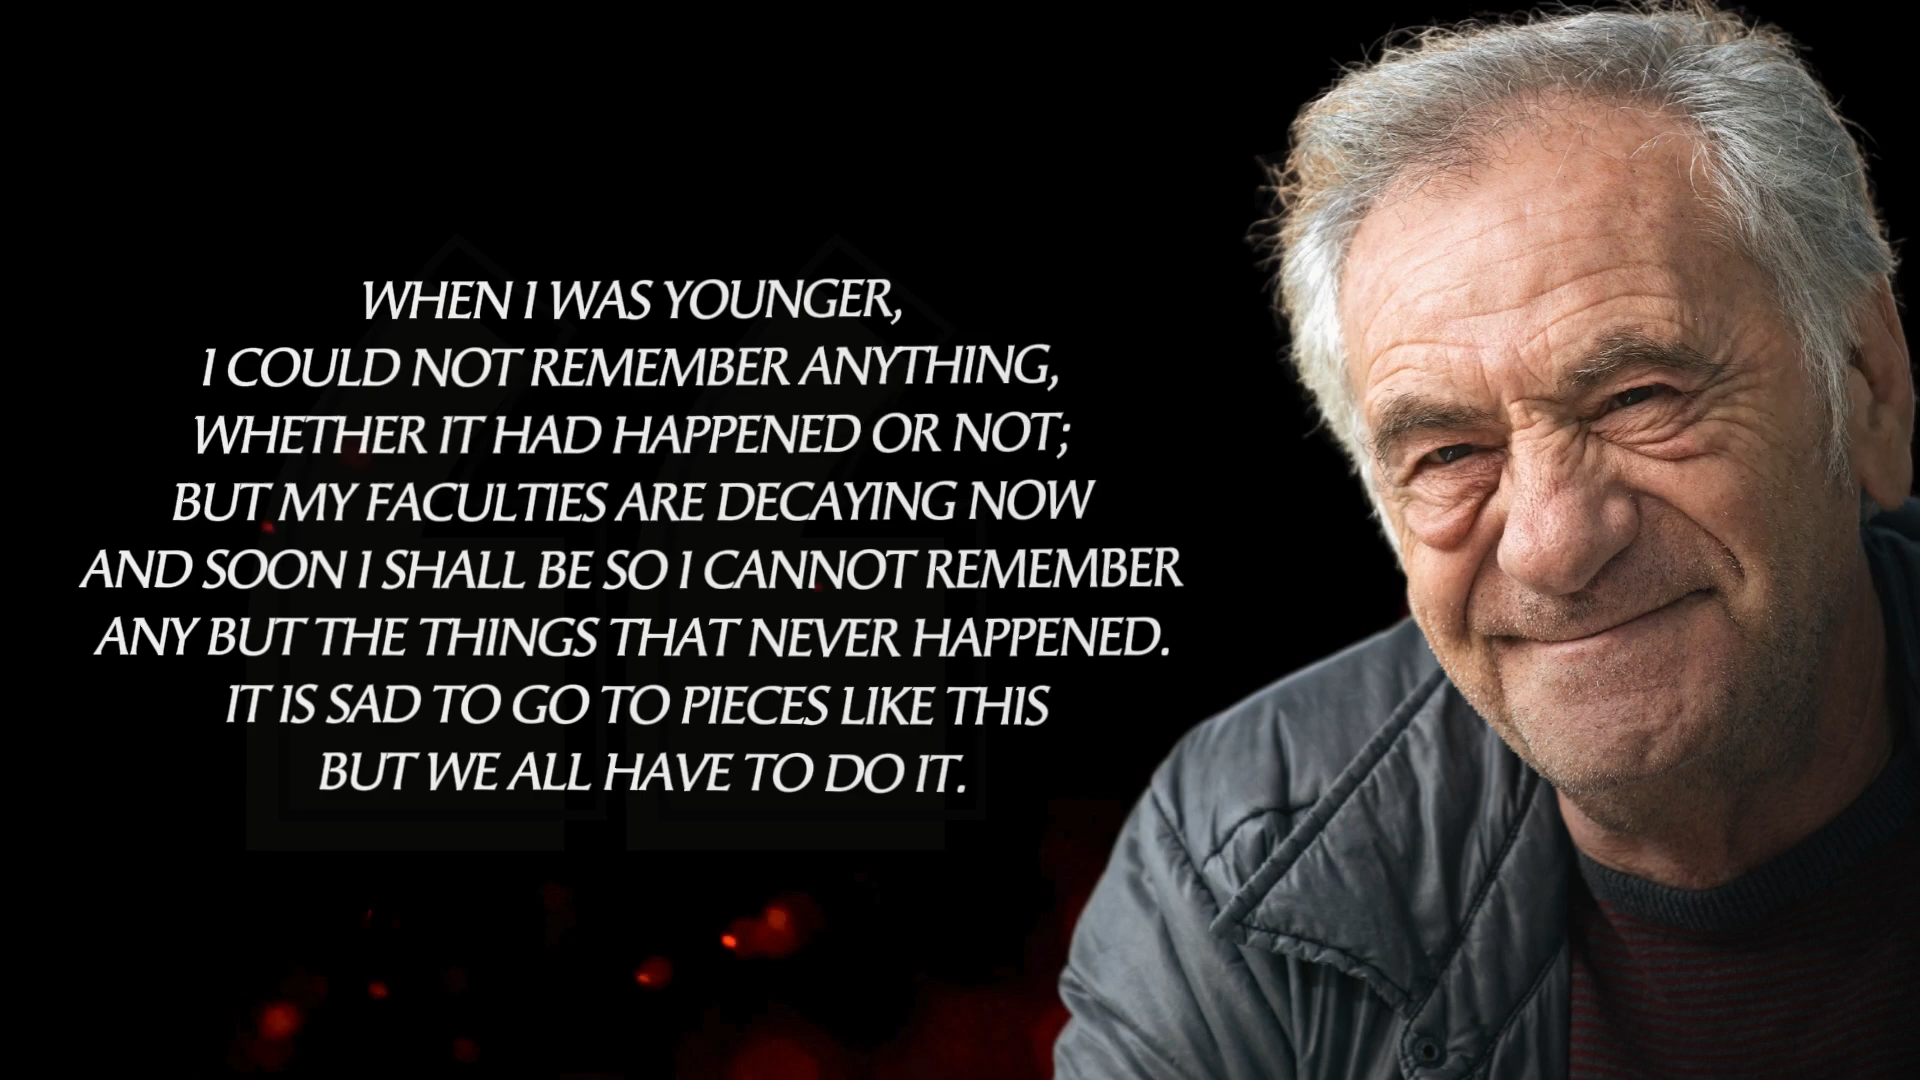 WHEN I WAS YOUNGER,
I COULD NOT REMEMBER ANYTHING,
WHETHER IT HAD HAPPENED OR NOT;
BUT MY FACULTIES ARE DECAYING NOW
AND SOON I SHALL BE SO I CANNOT REMEMBER
ANY BUT THE THINGS THAT NEVER HAPPENED.
IT IS SAD TO GO TO PIECES LIKE THIS
BUT WE ALL HAVE TO DO IT.